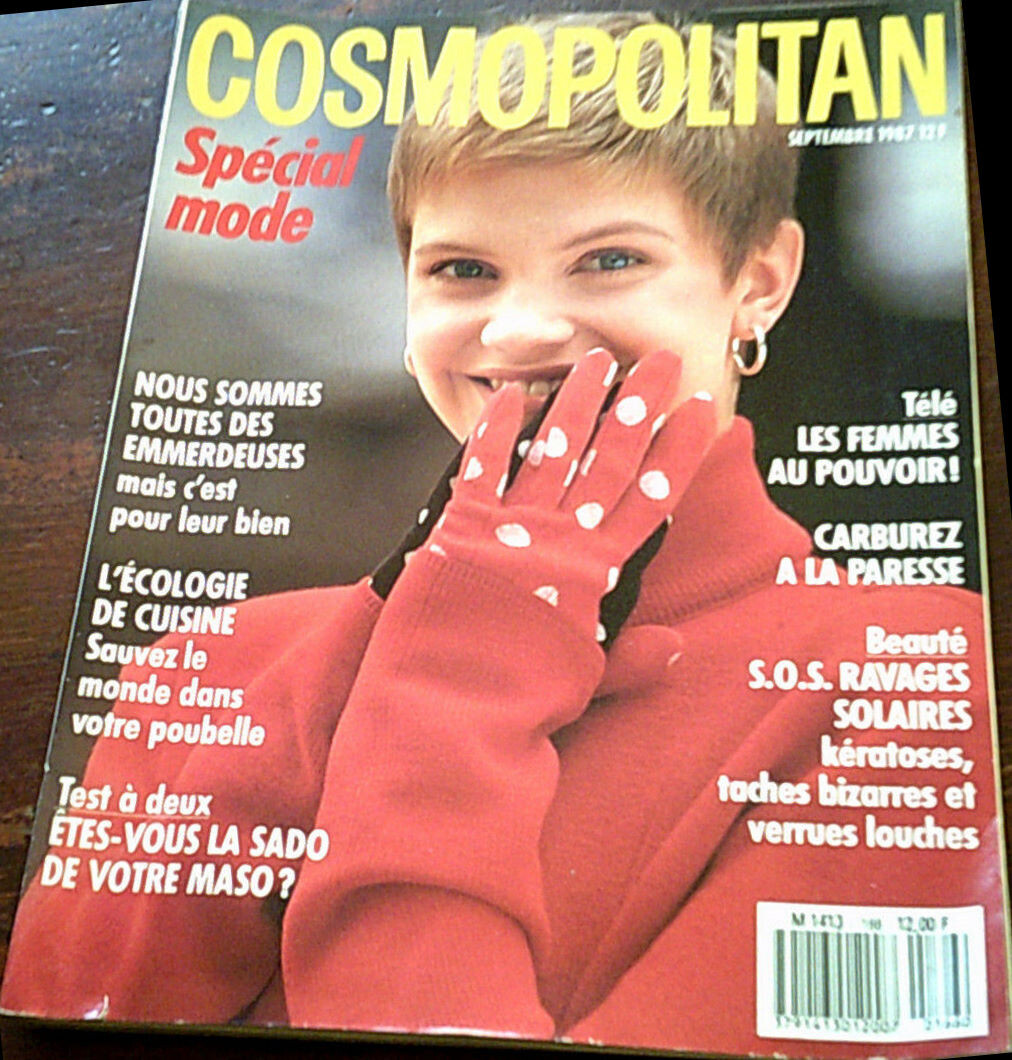 COSMOPOLITAN
SEPTEMBRE 1987. 12 F
Spécial
mode
NOUS SOMMES
TOUTES DES
EMMERDEUSES
mais c'est
pour leur bien
L'ÉCOLOGIE
DE CUISINE
Sauvez le
monde dans
votre poubelle
Test à deux
ÊTES-VOUS LA SADO
DE VOTRE MASO ?
Télé
LES FEMMES
AU POUVOIR !
CARBUREZ
A LA PARESSE
Beauté
S.O.S. RAVAGES
SOLAIRES
kératoses,
taches bizarres et
verrues louches
M 1413 12,00 F